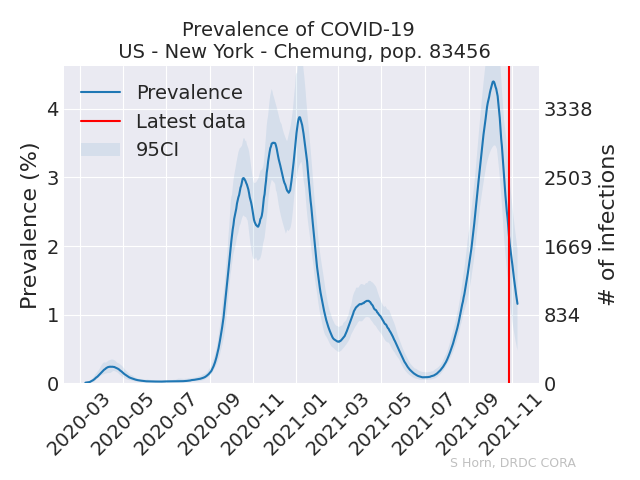 Prevalence of COVID-19
US - New York - Chemung, pop. 83456
Prevalence
Latest data
95CI
Prevalence (%)
4
3
2
1
0
3338
2503
1669
834
0
# of infections
2020-03
2020-05
2020-07
2020-09
2020-11
2021-01
2021-03
2021-05
2021-07
2021-09
2021-11
S Horn, DRDC CORA